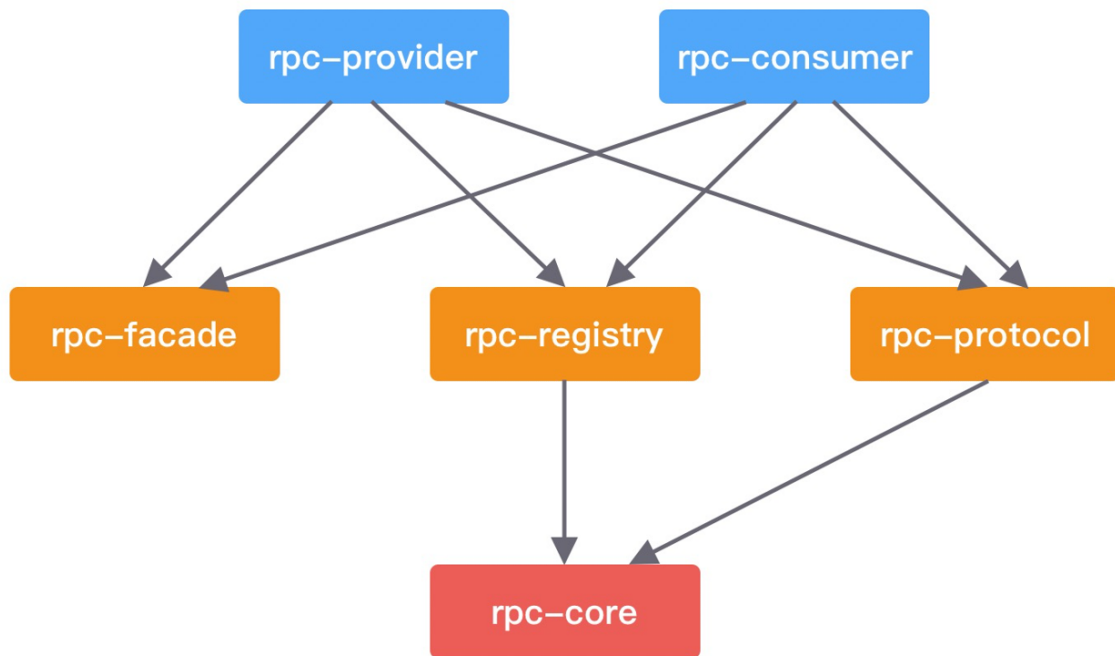 rpc-provider
rpc-consumer
rpc-facade
rpc-registry
rpc-protocol
rpc-core